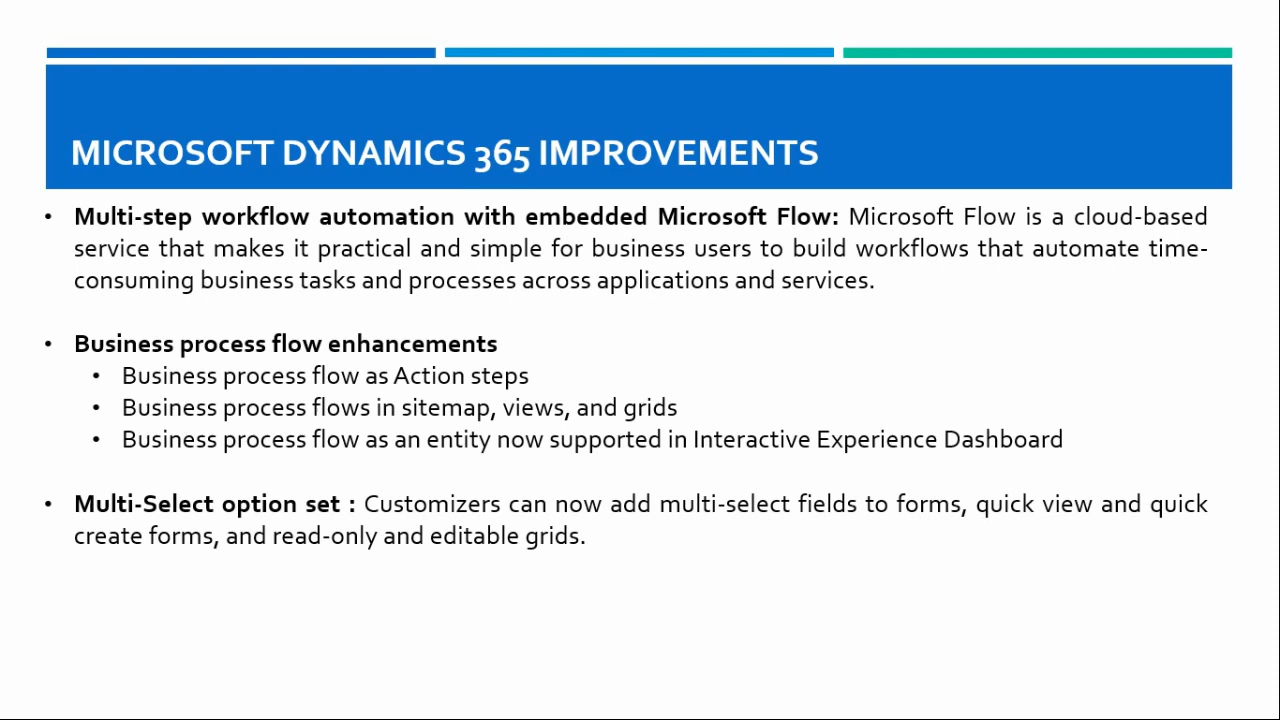 MICROSOFT DYNAMICS 365 IMPROVEMENTS
• Multi-step workflow automation with embedded Microsoft Flow: Microsoft Flow is a cloud-based
service that makes it practical and simple for business users to build workflows that automate time-
consuming business tasks and processes across applications and services.
• Business process flow enhancements
• Business process flow as Action steps
• Business process flows in sitemap, views, and grids
• Business process flow as an entity now supported in Interactive Experience Dashboard
• Multi-Select option set : Customizers can now add multi-select fields to forms, quick view and quick
create forms, and read-only and editable grids.